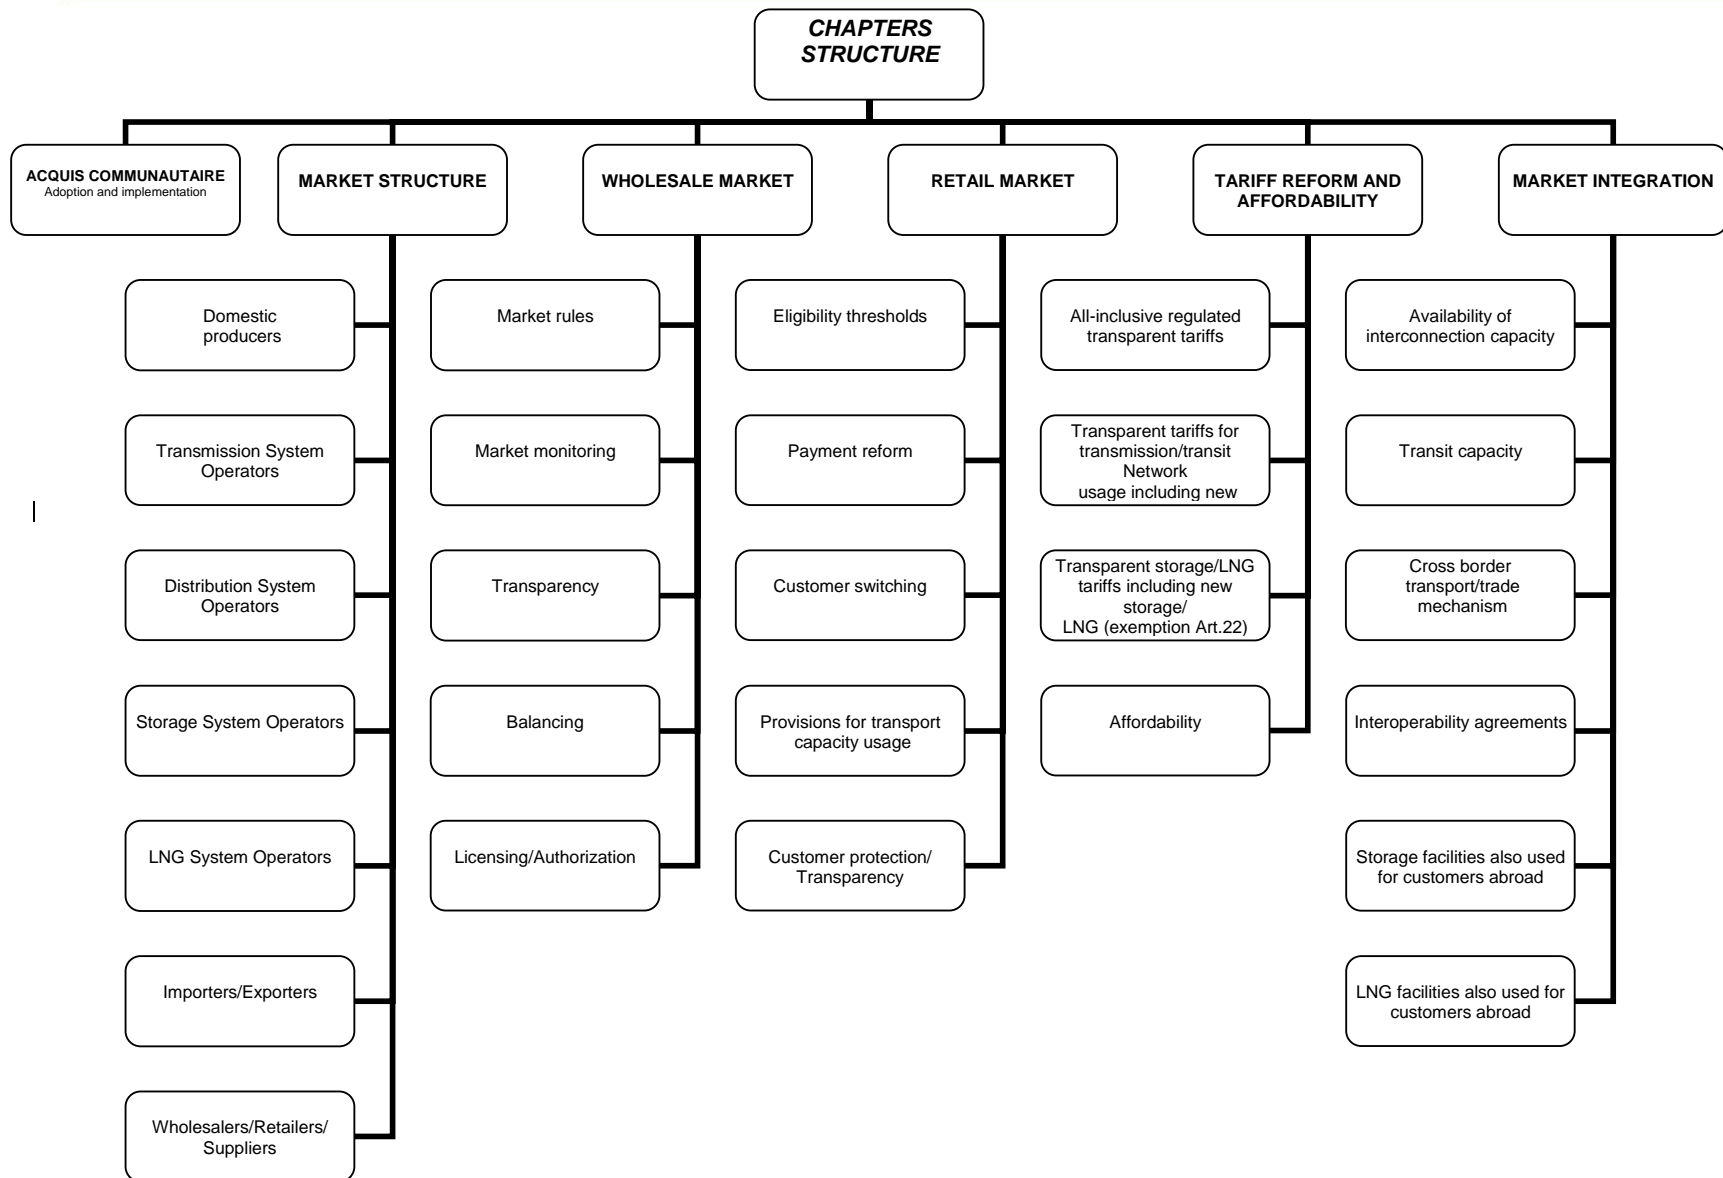 CHAPTERS
STRUCTURE
ACQUIS COMMUNAUTAIRE
Adoption and implementation
MARKET STRUCTURE
WHOLESALE MARKET
RETAIL MARKET
TARIFF REFORM AND
AFFORDABILITY
MARKET INTEGRATION
Domestic
producers
Transmission System
Operators
Distribution System
Operators
Storage System Operators
LNG System Operators
Importers/Exporters
Wholesalers/Retailers/
Suppliers
Market rules
Market monitoring
Transparency
Balancing
Licensing/Authorization
Eligibility thresholds
Payment reform
Customer switching
Provisions for transport
capacity usage
Customer protection/
Transparency
All-inclusive regulated
transparent tariffs
Transparent tariffs for
transmission/transit
Network
usage including new
Transparent storage/LNG
tariffs including new
storage/
LNG (exemption Art.22)
Affordability
Availability of
interconnection capacity
Transit capacity
Cross border
transport/trade
mechanism
Interoperability agreements
Storage facilities also used
for customers abroad
LNG facilities also used for
customers abroad